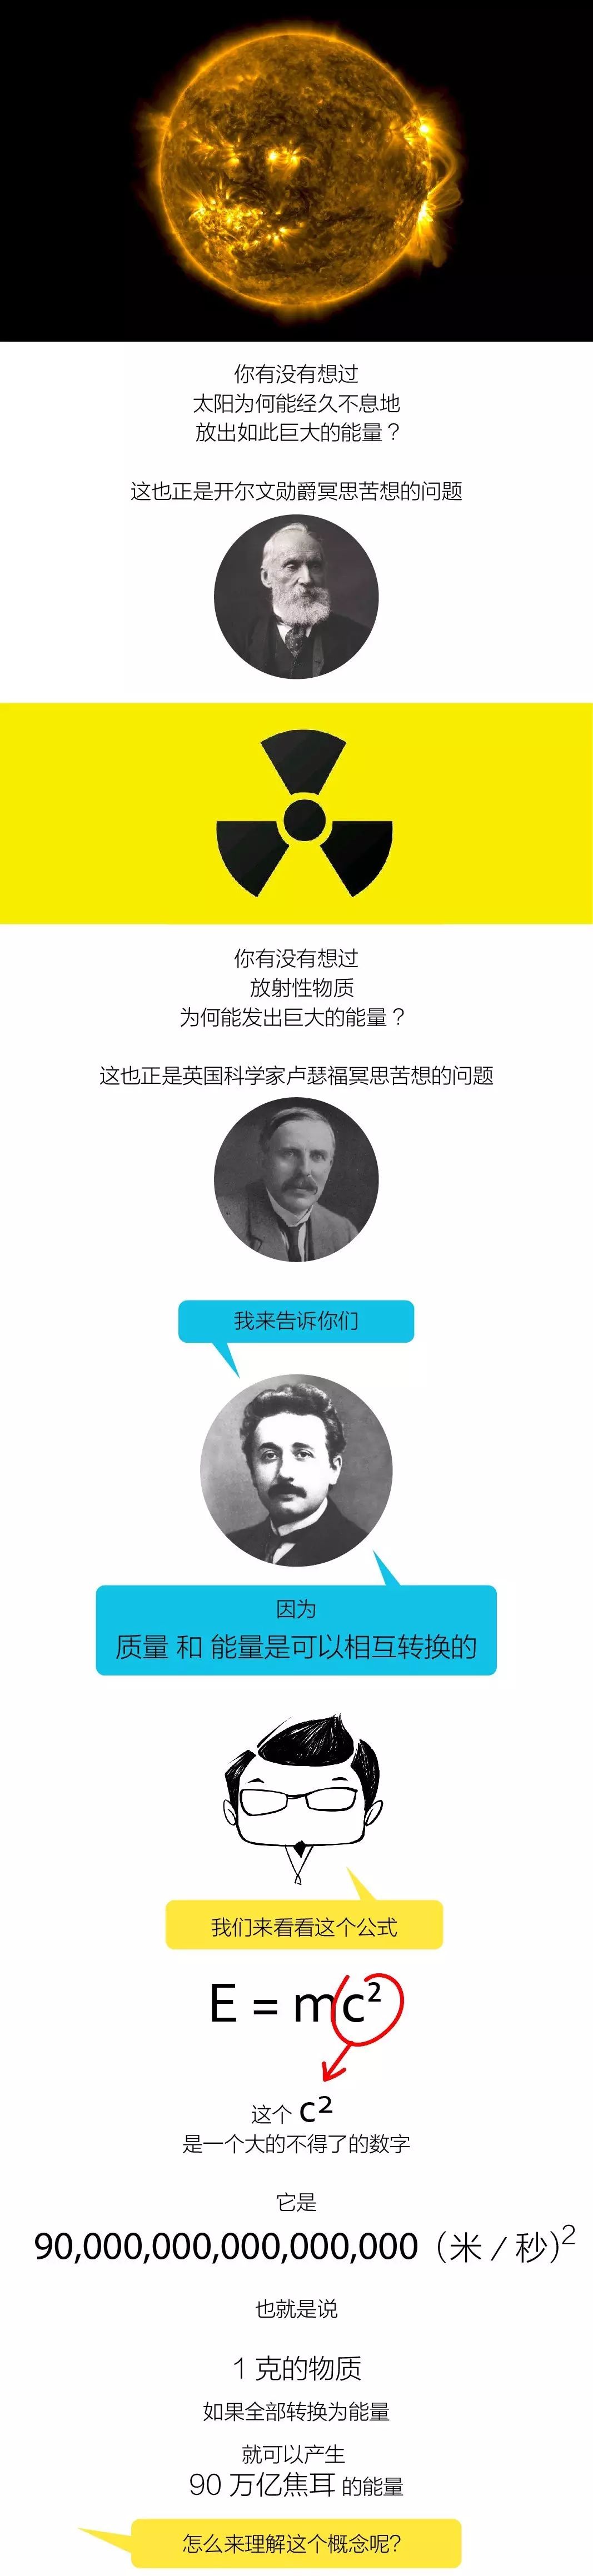 你有没有想过
太阳为何能经久不息地
放出如此巨大的能量？
这也正是开尔文勋爵冥思苦想的问题
你有没有想过
放射性物质
为何能发出巨大的能量？
这也正是英国科学家卢瑟福冥思苦想的问题
我来告诉你们
因为
质量 和 能量是可以相互转换的
我们来看看这个公式
E = mc²
这个 c²
是一个大的不得了的数字
它是
90,000,000,000,000,000（米／秒)²
也就是说
1 克的物质
如果全部转换为能量
就可以产生
90 万亿焦耳 的能量
怎么来理解这个概念呢?